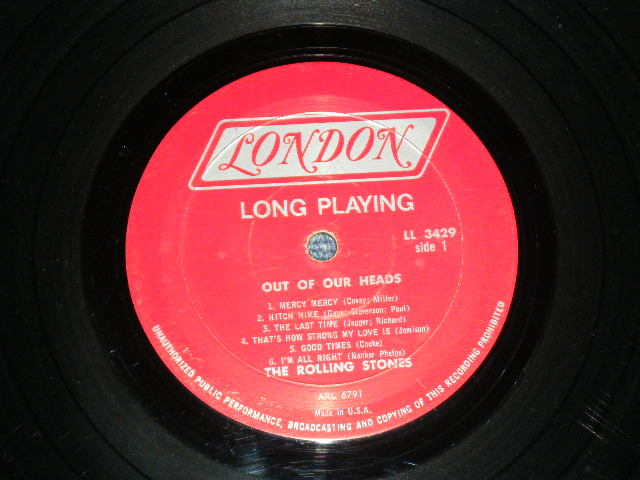 LONDON
LONG PLAYING
LL 3429
side 1
OUT OF OUR HEADS
1. MERCY MERCY (Covay; Miller)
2. HITCH HIKE (Gaye; Stevenson; Paul)
3. THE LAST TIME (Jagger; Richard)
4. THAT'S HOW STRONG MY LOVE IS (Jamison)
5. GOOD TIMES (Cooke)
6. I'M ALL RIGHT (Nanker Phelge)
THE ROLLING STONES
ARL 6791
Made in U.S.A.
UNAUTHORIZED PUBLIC PERFORMANCE, BROADCASTING AND COPYING OF THIS RECORDING PROHIBITED